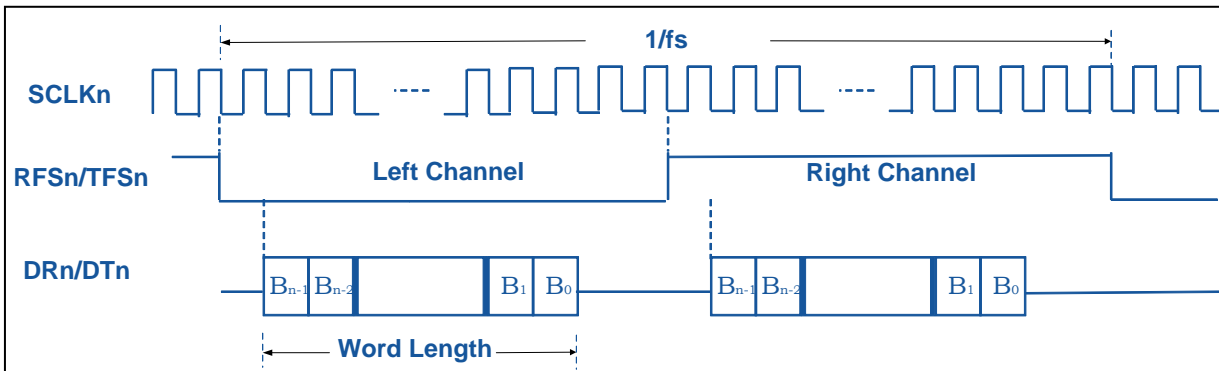 1/fs
SCLKn
RFSn/TFSn
Left Channel
Right Channel
DRn/DTn
Bn-1 Bn-2 B1 B0
Bn-1 Bn-2 B1 B0
Word Length